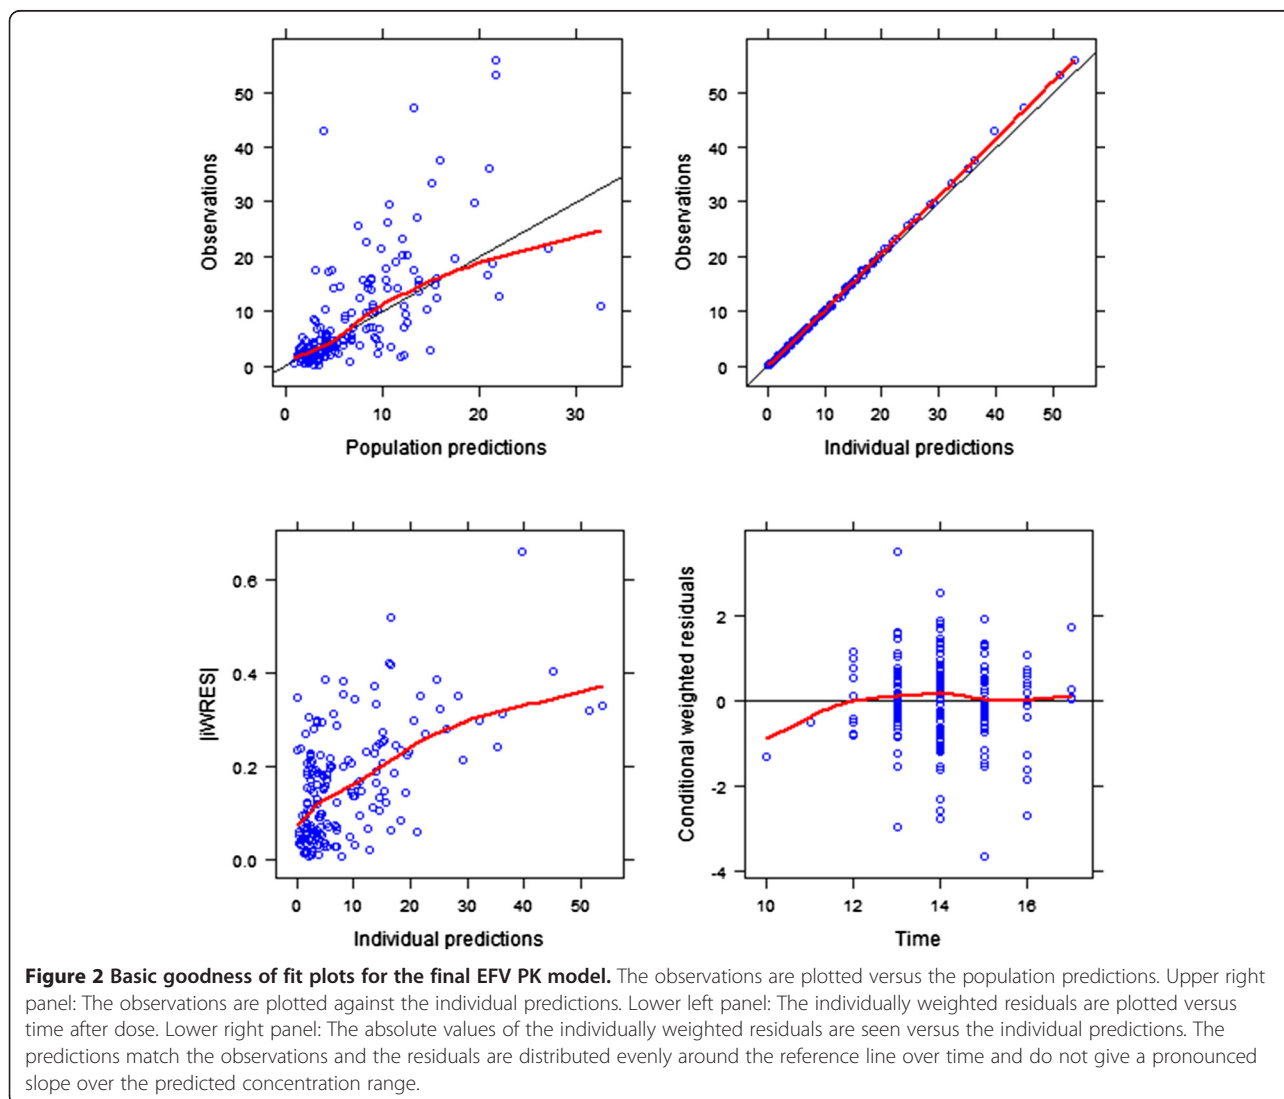 50
40
30
20
10
0
Observations
0 10 20 30
Population predictions
50
40
30
20
10
0
Observations
0 10 20 30 40 50
Individual predictions
0.6
0.4
0.2
0.0
|iWRES|
0 10 20 30 40 50
Individual predictions
2
0
-2
-4
Conditional weighted residuals
10 12 14 16
Time
Figure 2 Basic goodness of fit plots for the final EFV PK model. The observations are plotted versus the population predictions. Upper right
panel: The observations are plotted against the individual predictions. Lower left panel: The individually weighted residuals are plotted versus
time after dose. Lower right panel: The absolute values of the individually weighted residuals are seen versus the individual predictions. The
predictions match the observations and the residuals are distributed evenly around the reference line over time and do not give a pronounced
slope over the predicted concentration range.